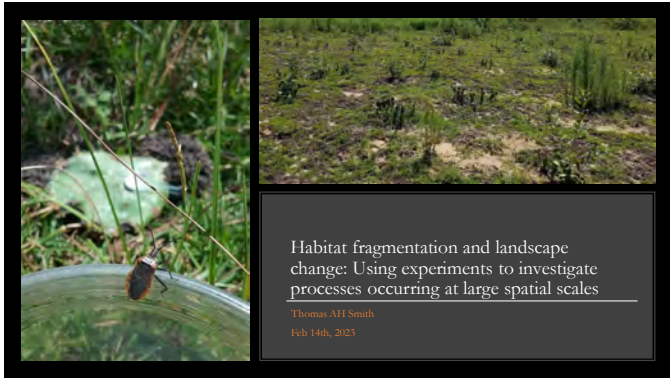 Habitat fragmentation and landscape
change: Using experiments to investigate
processes occurring at large spatial scales
Thomas AH Smith
Feb 14th, 2023